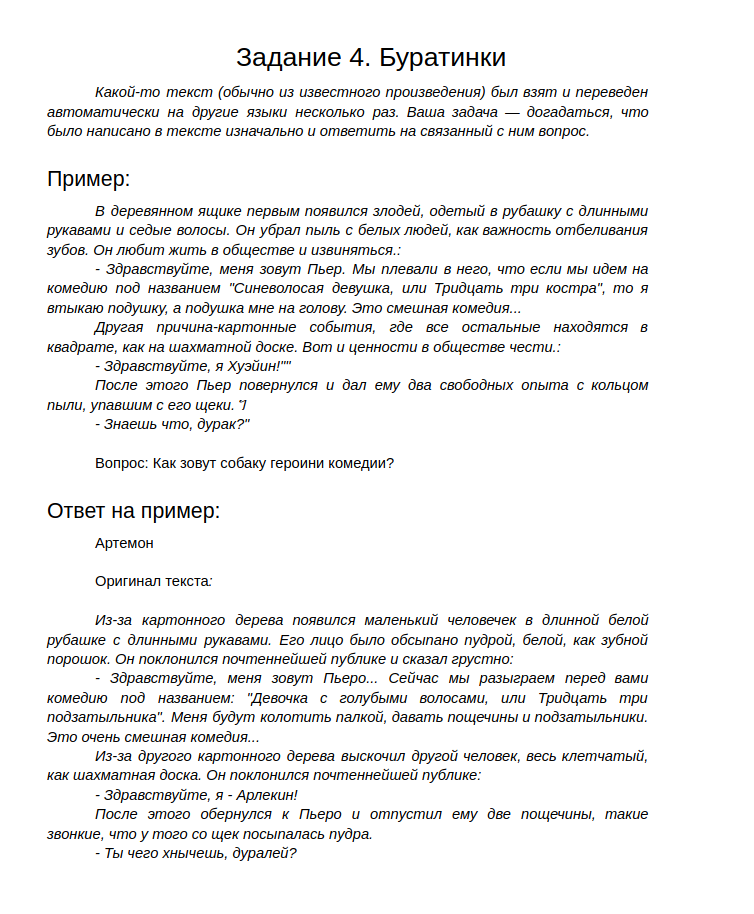 Задание 4. Буратинки
Какой-то текст (обычно из известного произведения) был взят и переведен
автоматически на другие языки несколько раз. Ваша задача — догадаться, что
было написано в тексте изначально и ответить на связанный с ним вопрос.
Пример:
В деревянном ящике первым появился злодей, одетый в рубашку с длинными
рукавами и седые волосы. Он убрал пыль с белых людей, как важность отбеливания
зубов. Он любит жить в обществе и извиняться.:
- Здравствуйте, меня зовут Пьер. Мы плевали в него, что если мы идем на
комедию под названием "Синеволосая девушка, или Тридцать три костра", то я
втыкаю подушку, а подушка мне на голову. Это смешная комедия...
Другая причина-картонные события, где все остальные находятся в
квадрате, как на шахматной доске. Вот и ценности в обществе чести.:
- Здравствуйте, я Хуэйин!""
После этого Пьер повернулся и дал ему два свободных опыта с кольцом
пыли, упавшим с его щеки.
- Знаешь что, дурак?"
Вопрос: Как зовут собаку героини комедии?
Ответ на пример:
Артемон
Оригинал текста:
Из-за картонного дерева появился маленький человечек в длинной белой
рубашке с длинными рукавами. Его лицо было обсыпано пудрой, белой, как зубной
порошок. Он поклонился почтеннейшей публике и сказал грустно:
- Здравствуйте, меня зовут Пьеро... Сейчас мы разыграем перед вами
комедию под названием: "Девочка с голубыми волосами, или Тридцать три
подзатыльника". Меня будут колотить палкой, давать пощечины и подзатыльники.
Это очень смешная комедия...
Из-за другого картонного дерева выскочил другой человек, весь клетчатый,
как шахматная доска. Он поклонился почтеннейшей публике:
- Здравствуйте, я - Арлекин!
После этого обернулся к Пьеро и отпустил ему две пощечины, такие
звонкие, что у того со щек посыпалась пудра.
- Ты чего хнычешь, дуралей?